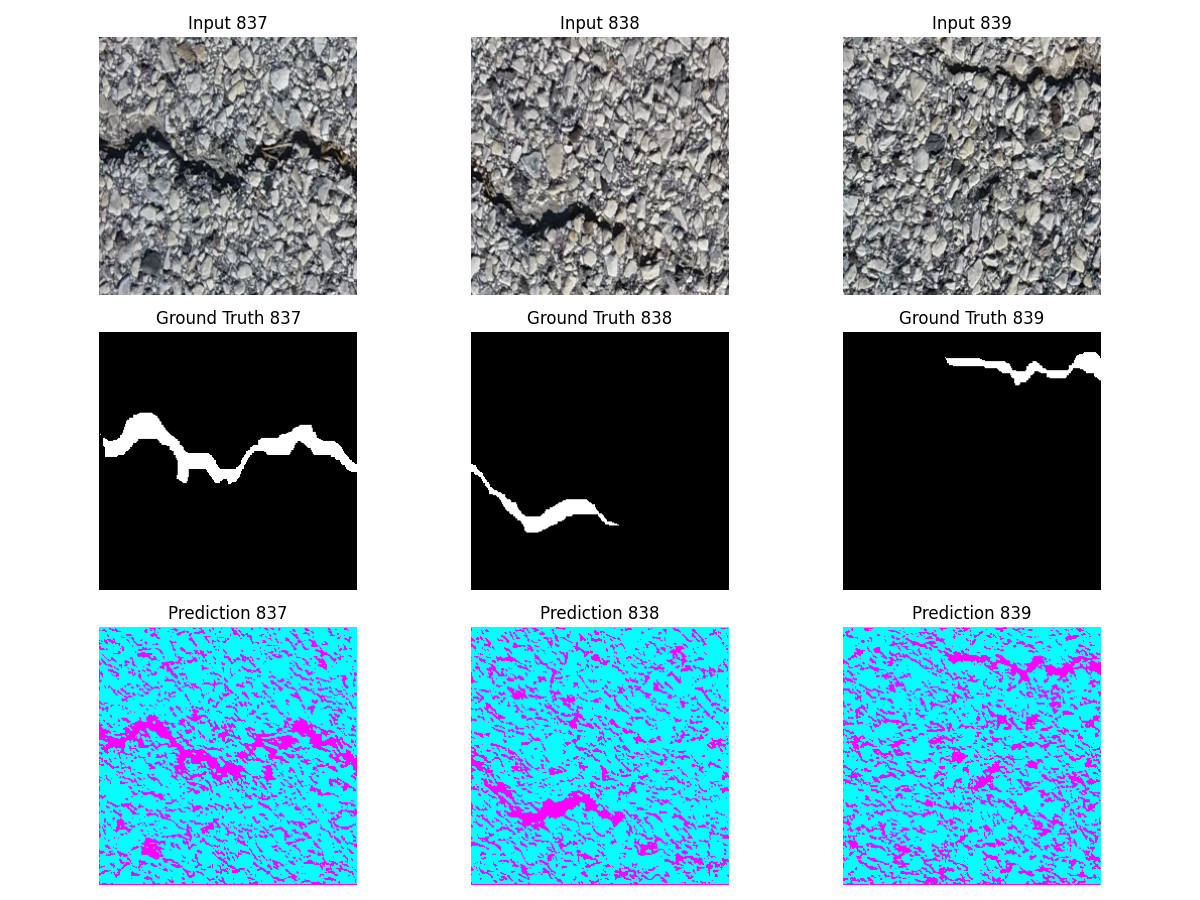 Input 837
Input 838
Input 839
Ground Truth 837
Ground Truth 838
Ground Truth 839
Prediction 837
Prediction 838
Prediction 839